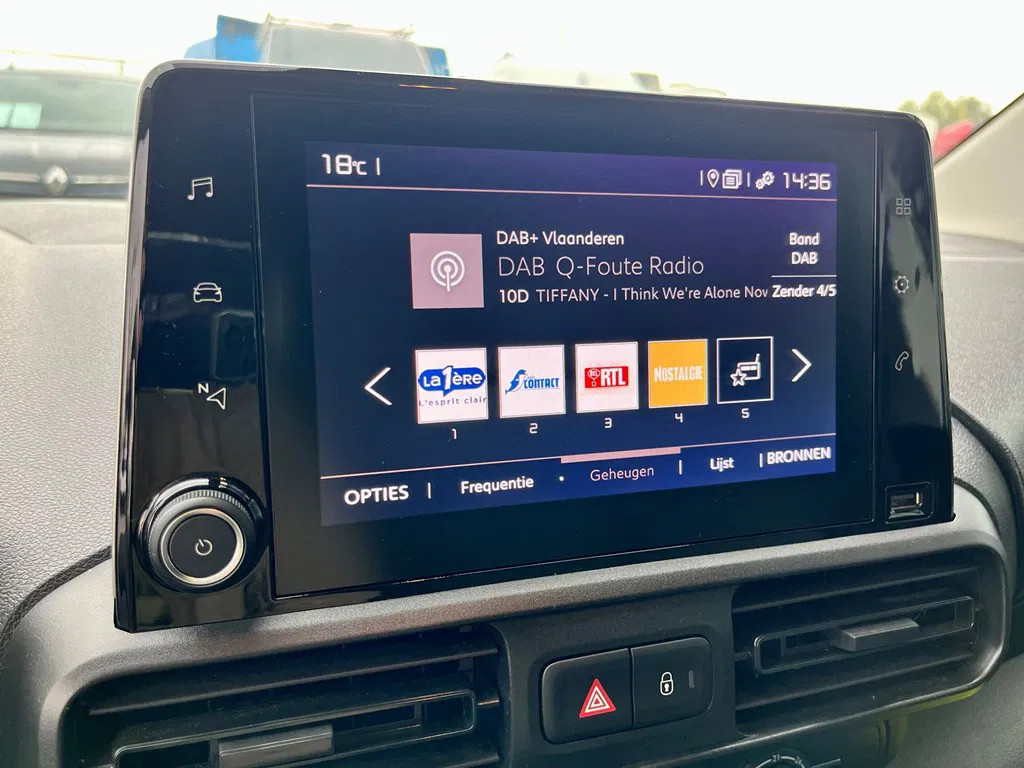 18°C
14:36
DAB+ Vlaanderen
DAB Q-Foute Radio
10D TIFFANY - I Think We're Alone Nov
Band
DAB
Zender 4/5
LA 1ÈRE
L'esprit clair
CONTACT
BEL
RTL
NOSTALGIE
1
2
3
4
5
OPTIES
Frequentie
Geheugen
Lijst
BRONNEN
N